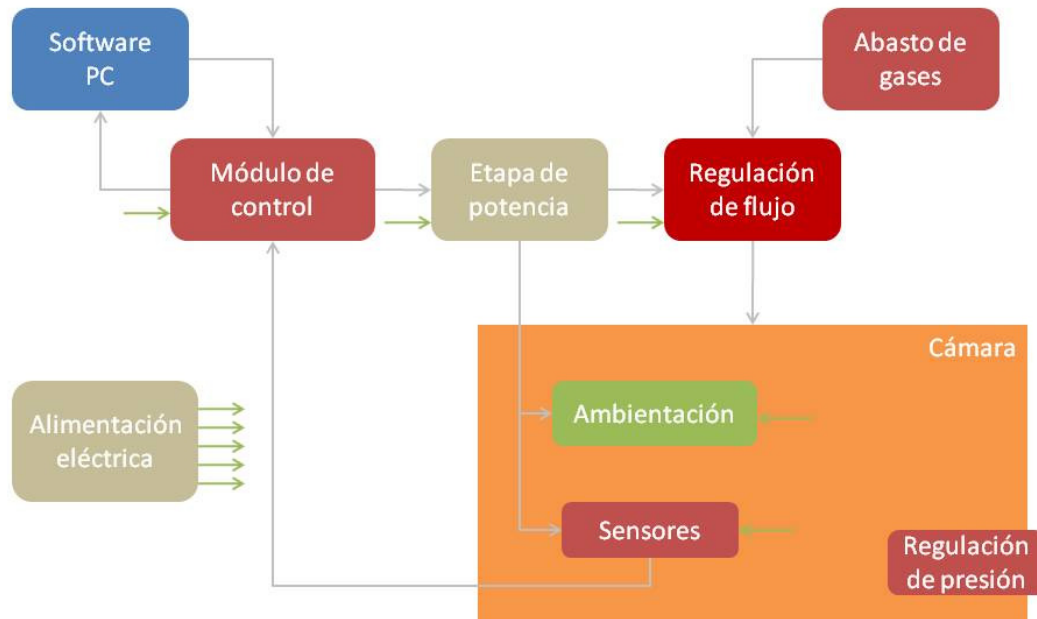 Software
PC
Abasto de
gases
Módulo de
control
Etapa de
potencia
Regulación
de flujo
Cámara
Alimentación
eléctrica
Ambientación
Sensores
Regulación
de presión